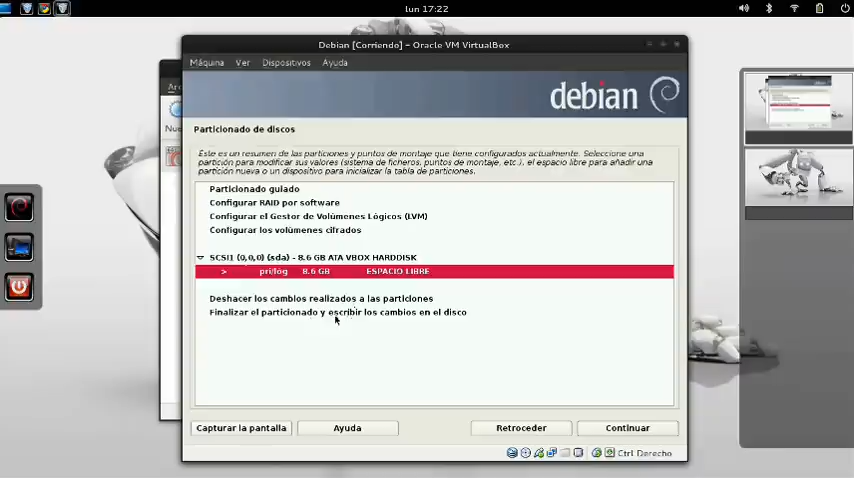 lun 17:22
Debian [Corriendo] – Oracle VM VirtualBox
Máquina Ver Dispositivos Ayuda
debian
Particionado de discos
Éste es un resumen de las particiones y puntos de montaje que tiene configurados actualmente. Seleccione una
partición para modificar sus valores (sistema de ficheros, puntos de montaje, etc.), el espacio libre para añadir una
partición nueva o un dispositivo para inicializar la tabla de particiones.
Particionado guiado
Configurar RAID por software
Configurar el Gestor de Volúmenes Lógicos (LVM)
Configurar los volúmenes cifrados
SCSI1 (0,0,0) (sda) - 8.6 GB ATA VBOX HARDDISK
> pri/lóg 8.6 GB ESPACIO LIBRE
Deshacer los cambios realizados a las particiones
Finalizar el particionado y escribir los cambios en el disco
Capturar la pantalla Ayuda Retroceder Continuar
Ctrl Derecho